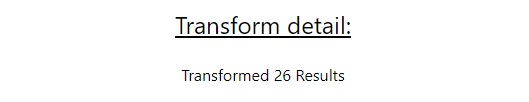 Transform detail:
Transformed 26 Results